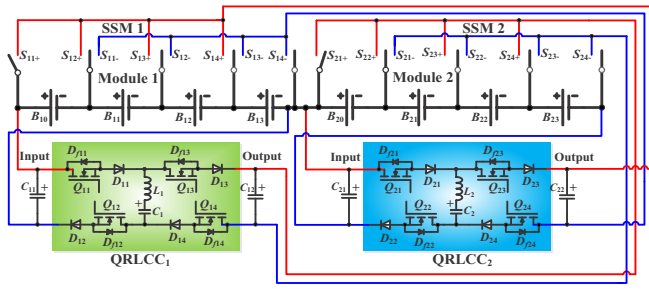 SSM 1 SSM 2
S11+ S12+ S11- S13+ S12- S14+ S13- S14- S21+ S22+ S21- S23+ S22- S24+ S23- S24-
Module 1 Module 2
+ - + - + - + - + - + - + - + -
B10 B11 B12 B13 B20 B21 B22 B23
Input Df11 Df13 Output Input Df21 Df23 Output
Q11 D11 Q13 D13 Q21 D21 Q23 D23
C11 + L1 C12 + C21 + L2 C22 +
Q12 + C1 Q14 Q22 + C2 Q24
D12 Df12 D14 Df14 D22 Df22 D24 Df24
QRLCC1 QRLCC2